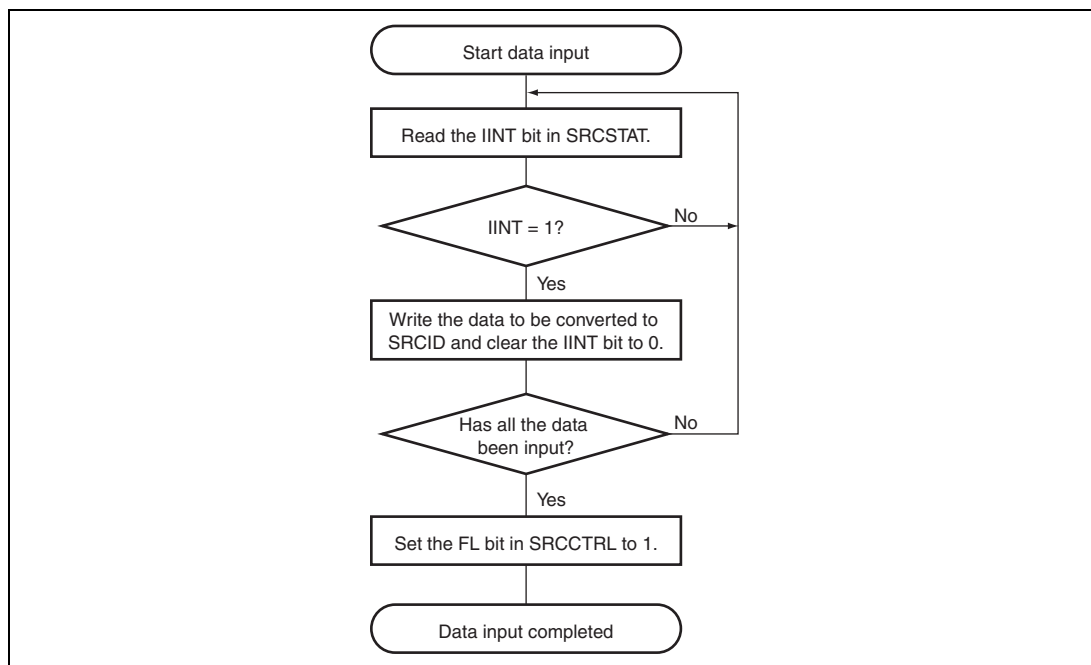 Start data input
Read the IINT bit in SRCSTAT.
IINT = 1?
No
Yes
Write the data to be converted to
SRCID and clear the IINT bit to 0.
Has all the data
been input?
No
Yes
Set the FL bit in SRCCTRL to 1.
Data input completed